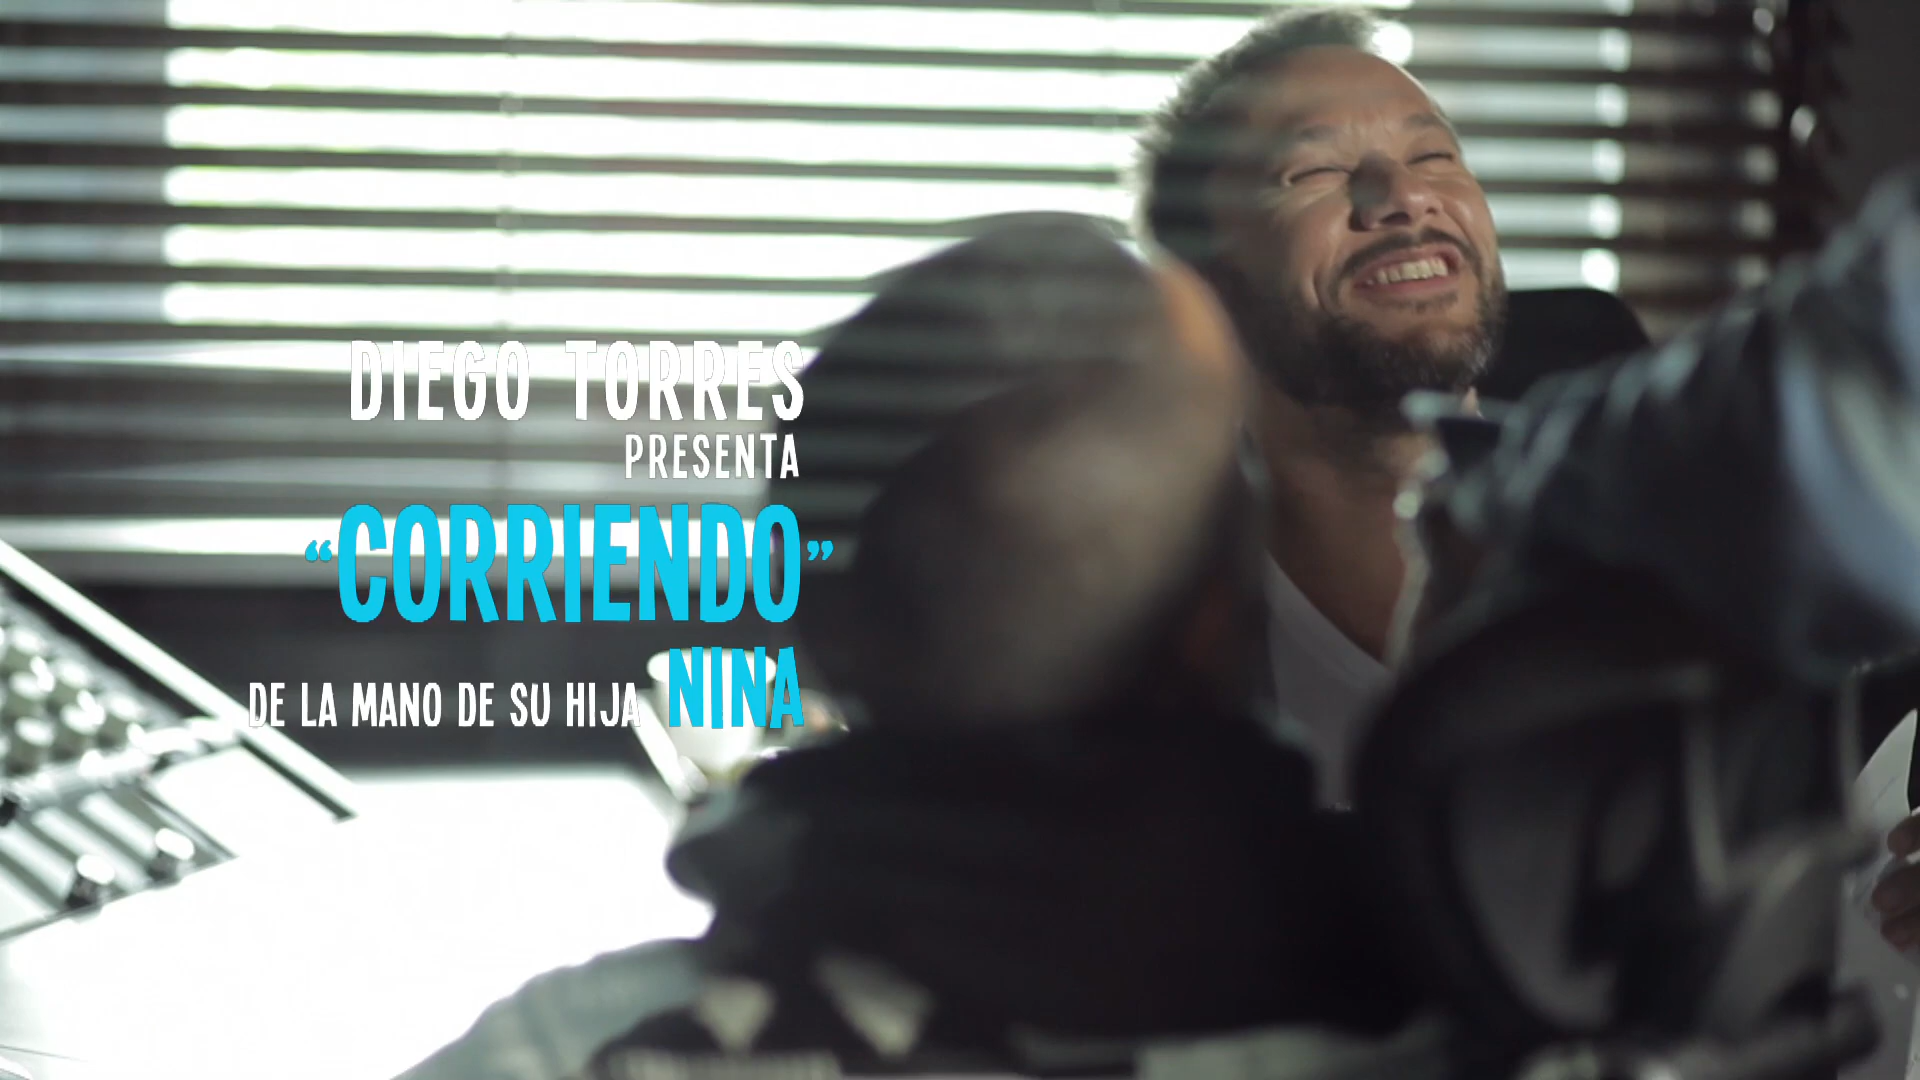 DIEGO TORRES
PRESENTA
“CORRIENDO”
DE LA MANO DE SU HIJA NINA